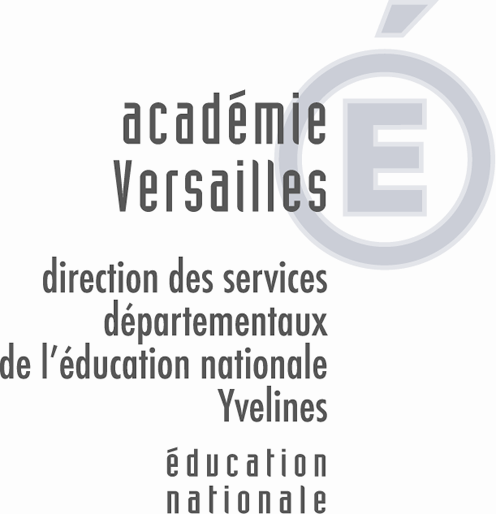 É
académie
Versailles
direction des services
départementaux
de l'éducation nationale
Yvelines
éducation
nationale